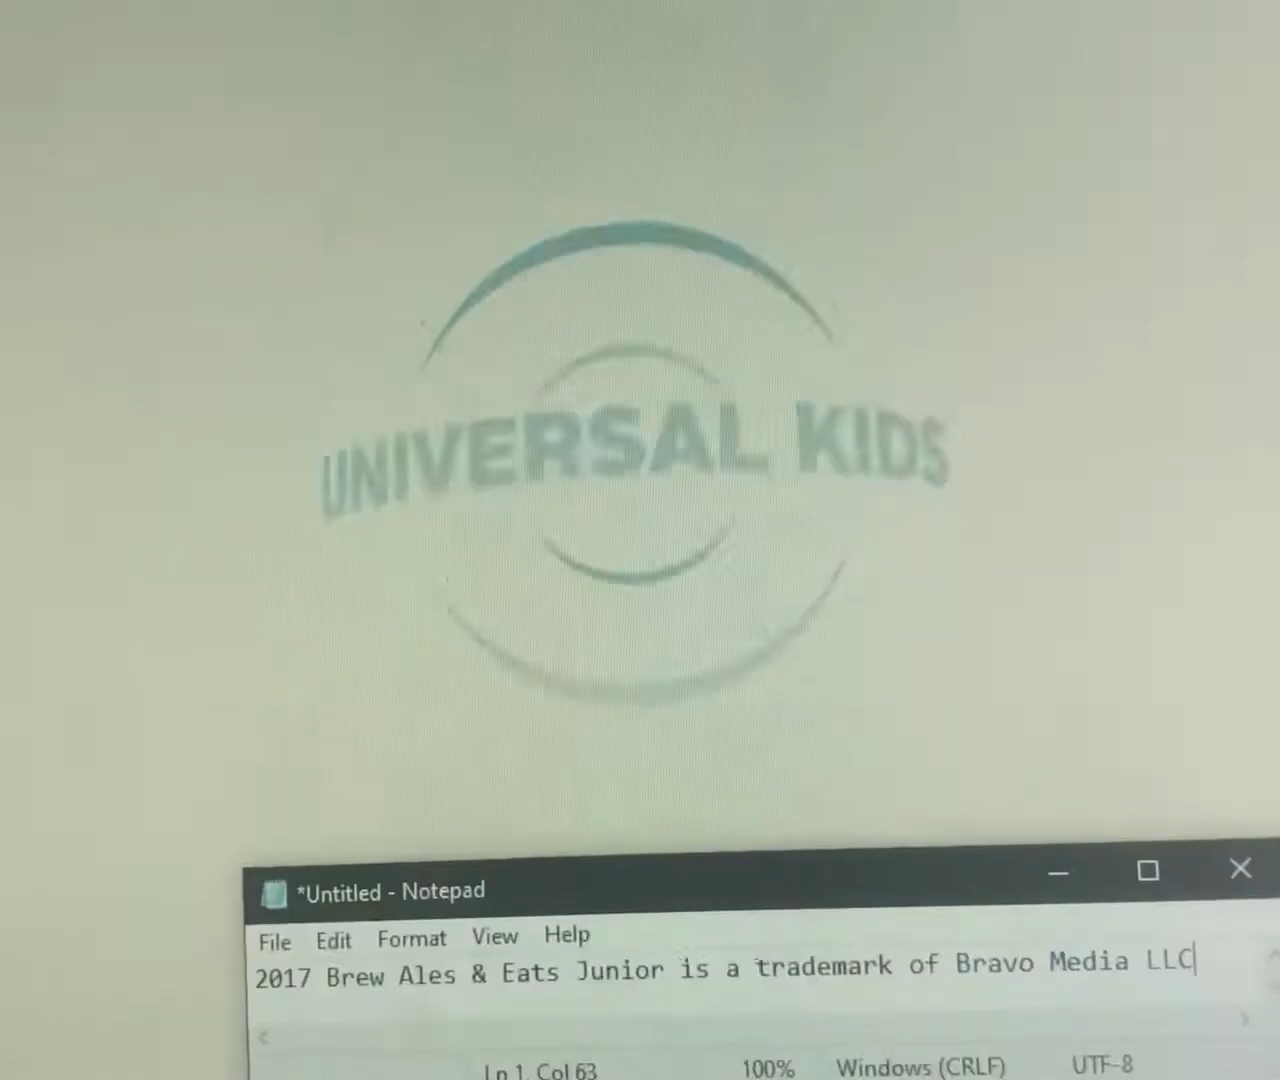 UNIVERSAL KIDS
*Untitled - Notepad
File Edit Format View Help
2017 Brew Ales & Eats Junior is a trademark of Bravo Media LLC
Ln 1, Col 63 100% Windows (CRLF) UTF-8